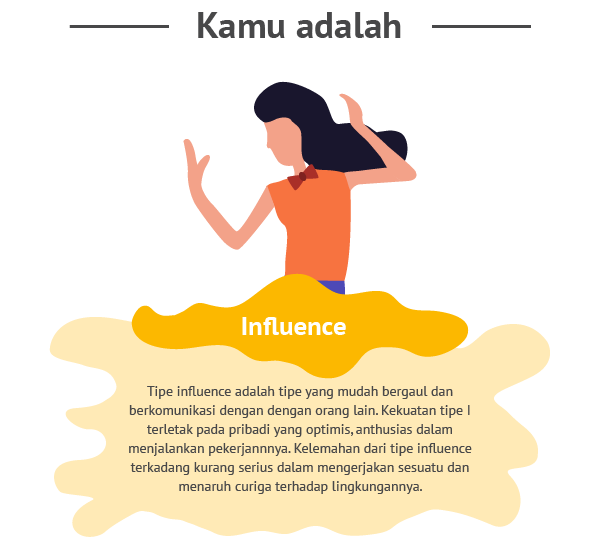 Kamu adalah
Influence
Tipe influence adalah tipe yang mudah bergaul dan
berkomunikasi dengan dengan orang lain. Kekuatan tipe I
terletak pada pribadi yang optimis, anthusias dalam
menjalankan pekerjannnya. Kelemahan dari tipe influence
terkadang kurang serius dalam mengerjakan sesuatu dan
menaruh curiga terhadap lingkungannya.